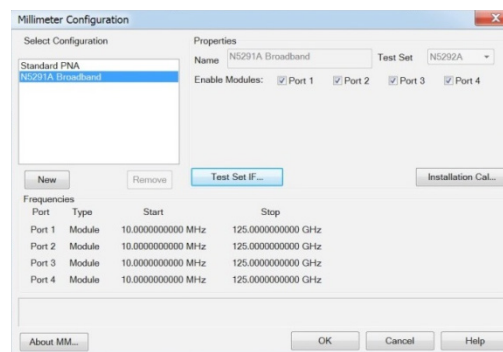 Millimeter Configuration
Select Configuration
Standard PNA
N5291A Broadband
New
Remove
Properties
Name N5291A Broadband Test Set N5292A
Enable Modules: Port 1 Port 2 Port 3 Port 4
Test Set IF...
Installation Cal...
Frequencies
Port Type Start Stop
Port 1 Module 10.0000000000 MHz 125.0000000000 GHz
Port 2 Module 10.0000000000 MHz 125.0000000000 GHz
Port 3 Module 10.0000000000 MHz 125.0000000000 GHz
Port 4 Module 10.0000000000 MHz 125.0000000000 GHz
About MM...
OK
Cancel
Help